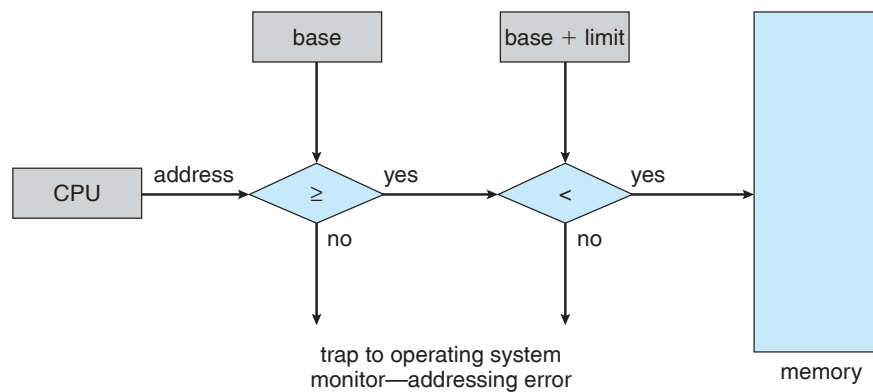 base
base + limit
CPU
address
≥
yes
<
yes
no
no
trap to operating system
monitor—addressing error
memory